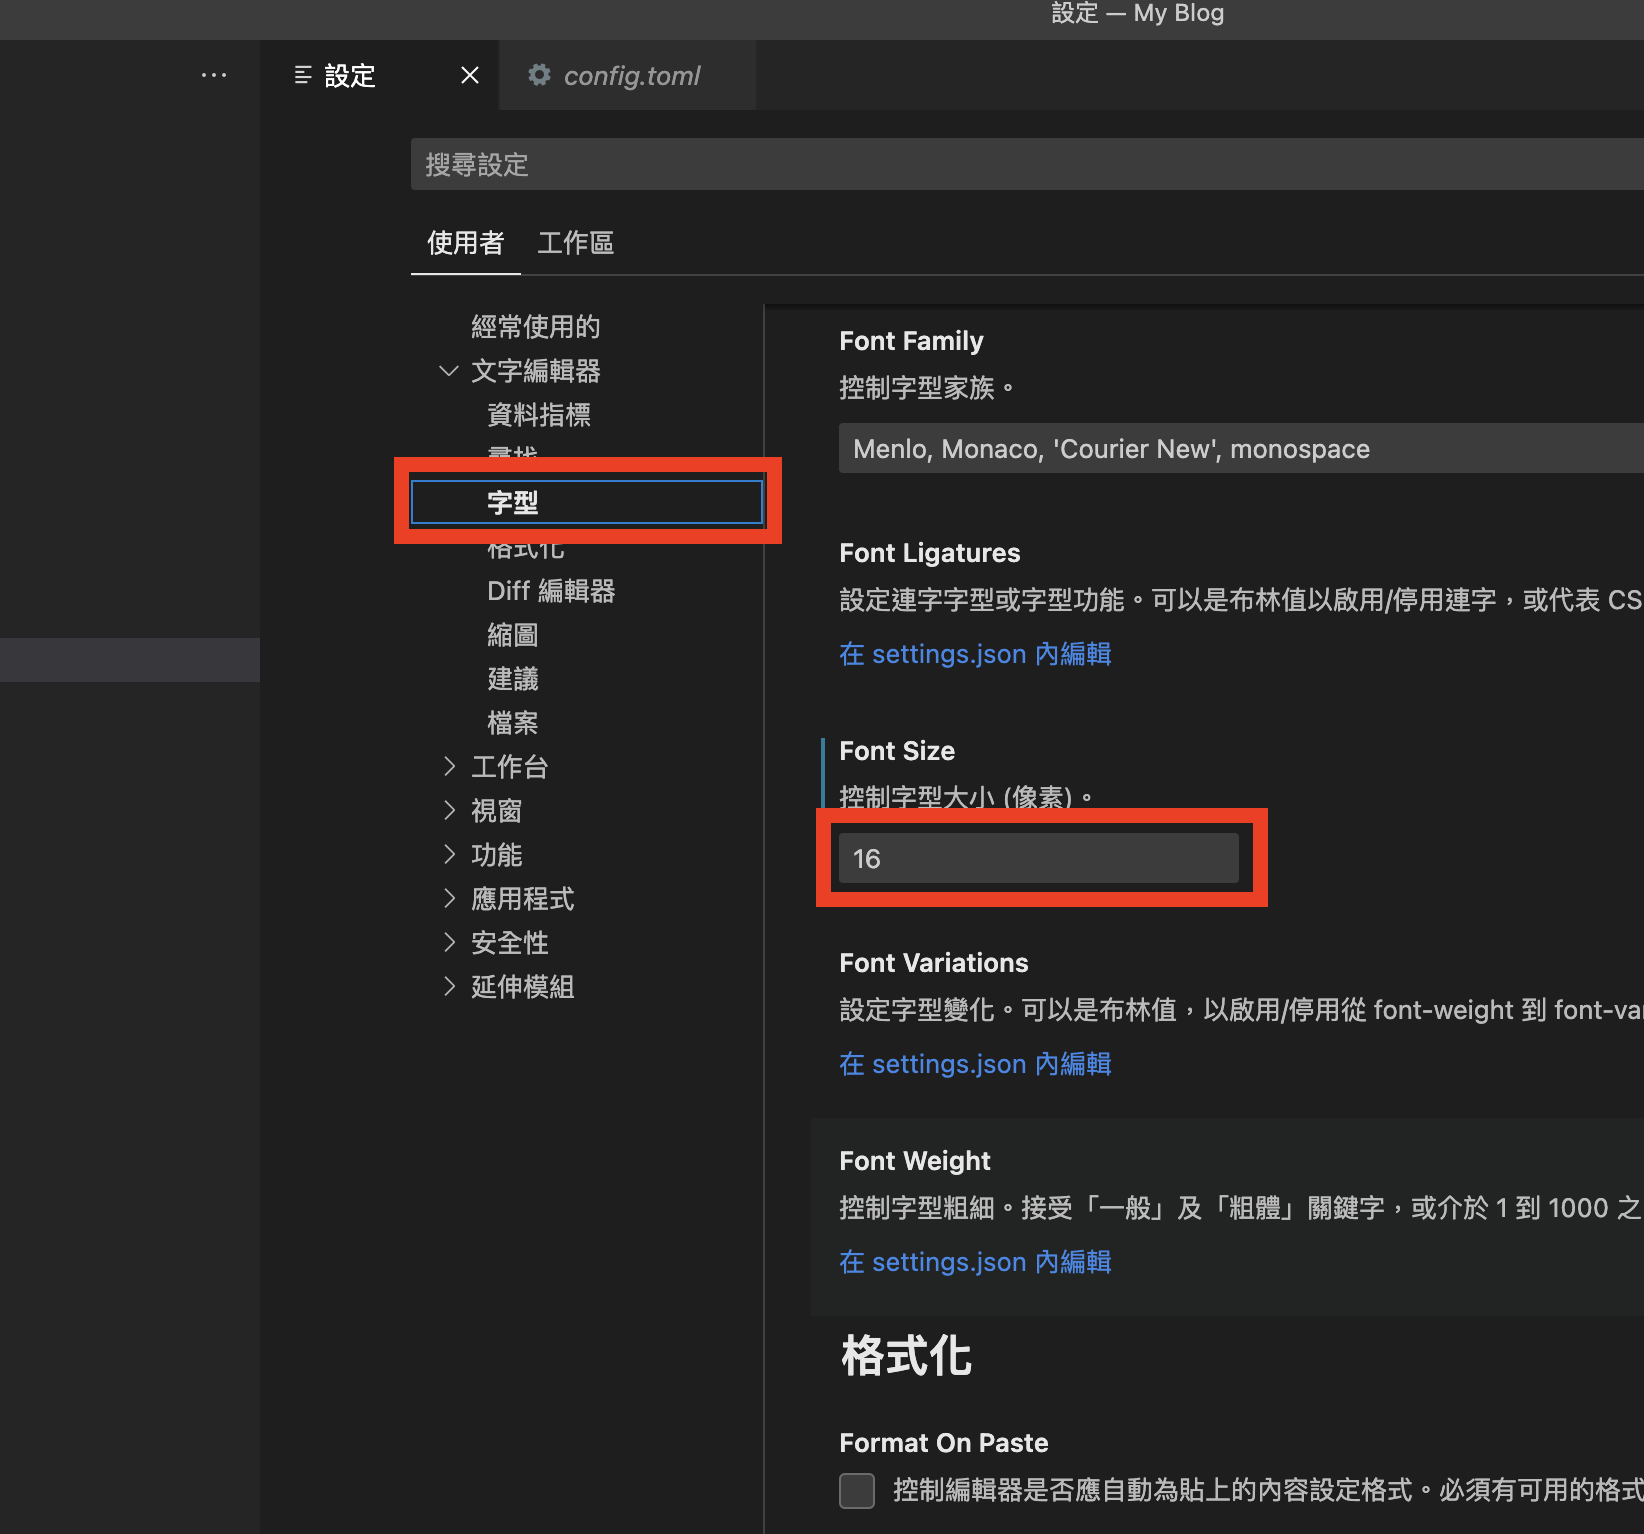 設定 — My Blog
設定
config.toml
搜尋設定
使用者 工作區
經常使用的
文字編輯器
資料指標
尋找
字型
格式化
Diff 編輯器
縮圖
建議
檔案
工作台
視窗
功能
應用程式
安全性
延伸模組
Font Family
控制字型家族。
Menlo, Monaco, 'Courier New', monospace
Font Ligatures
設定連字字型或字型功能。可以是布林值以啟用/停用連字，或代表 CS
在 settings.json 內編輯
Font Size
控制字型大小 (像素)。
16
Font Variations
設定字型變化。可以是布林值，以啟用/停用從 font-weight 到 font-va
在 settings.json 內編輯
Font Weight
控制字型粗細。接受「一般」及「粗體」關鍵字，或介於 1 到 1000 之
在 settings.json 內編輯
格式化
Format On Paste
控制編輯器是否應自動為貼上的內容設定格式。必須有可用的格式